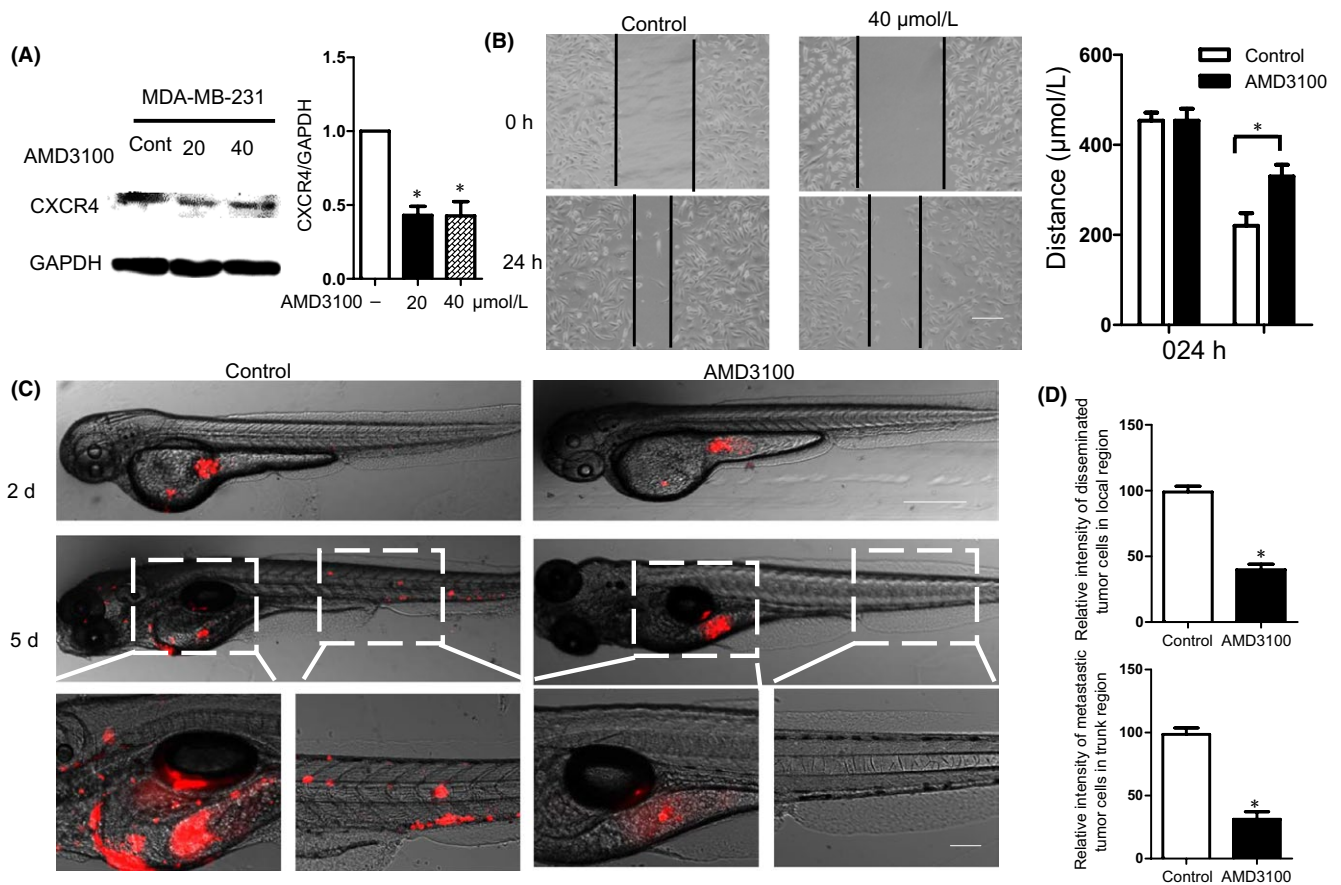 (A)
MDA-MB-231
AMD3100 Cont 20 40
CXCR4
GAPDH
CXCR4/GAPDH
1.5
1.0
0.5
0.0
* *
AMD3100 – 20 40 μmol/L
(B)
Control
40 μmol/L
0 h
24 h
Distance (μmol/L)
600
400
200
0
Control
AMD3100
*
024 h
(C)
Control
AMD3100
2 d
5 d
(D)
Relative intensity of disseminated
tumor cells in local region
150
100
50
0
*
Control AMD3100
Relative intensity of metastastic
tumor cells in trunk region
150
100
50
0
*
Control AMD3100